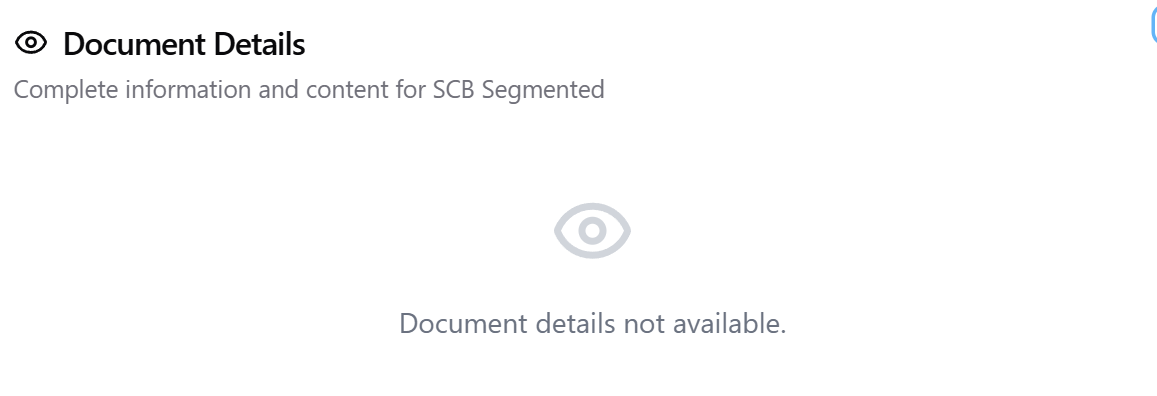 Document Details
Complete information and content for SCB Segmented
Document details not available.